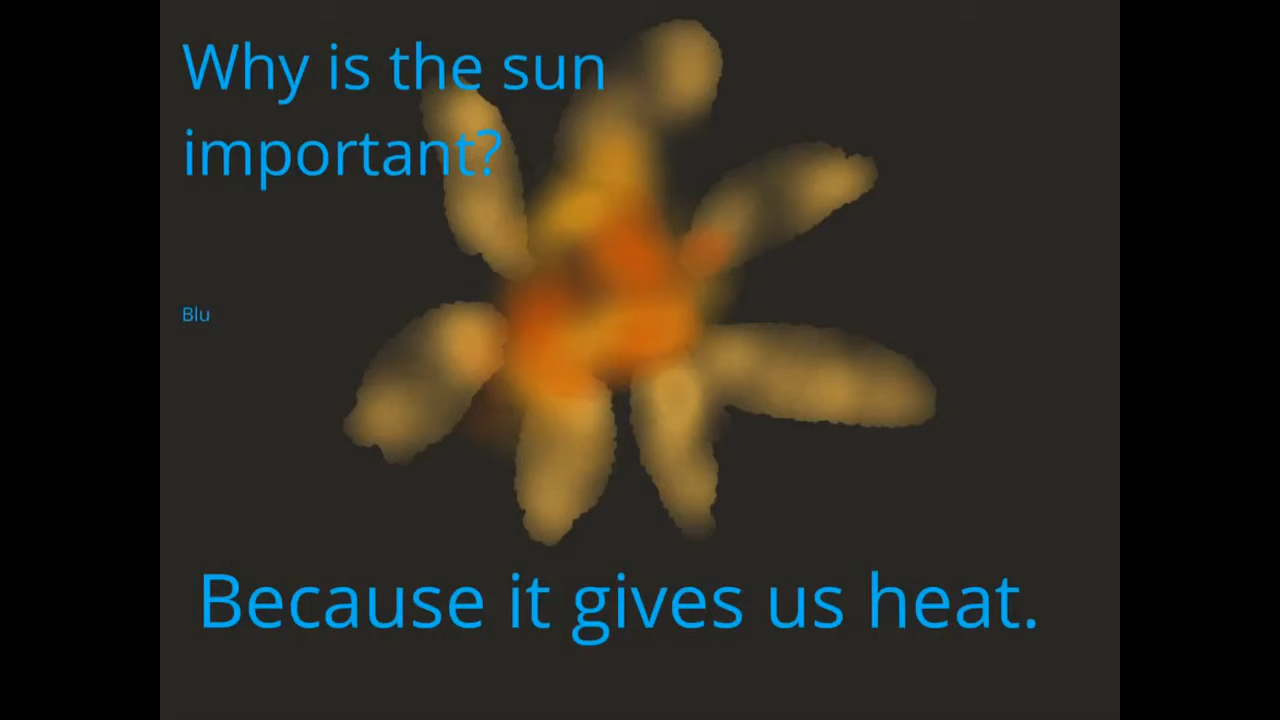 Why is the sun
important?
Blu
Because it gives us heat.